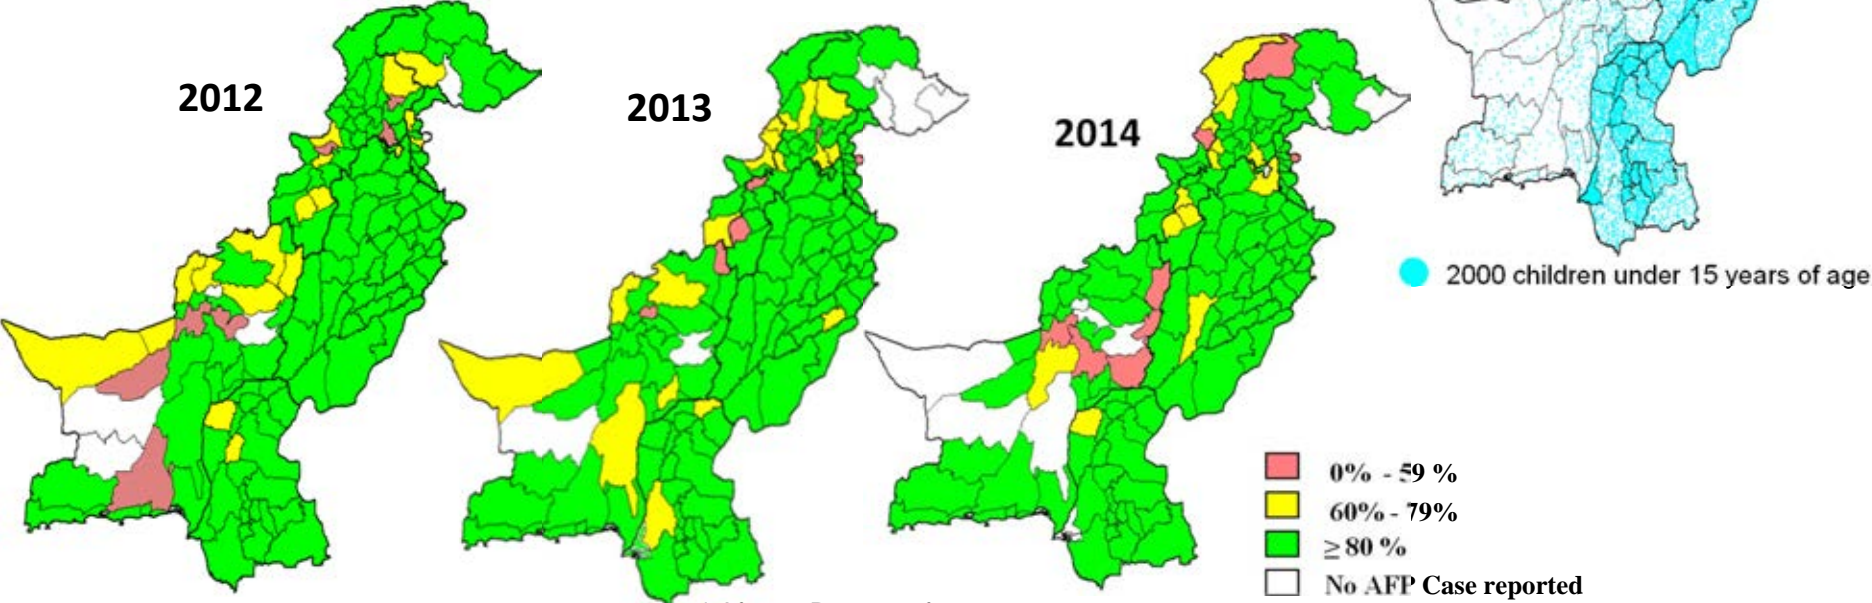 2012
2013
2014
2000 children under 15 years of age
0% - 59 %
60% - 79%
≥ 80 %
No AFP Case reported